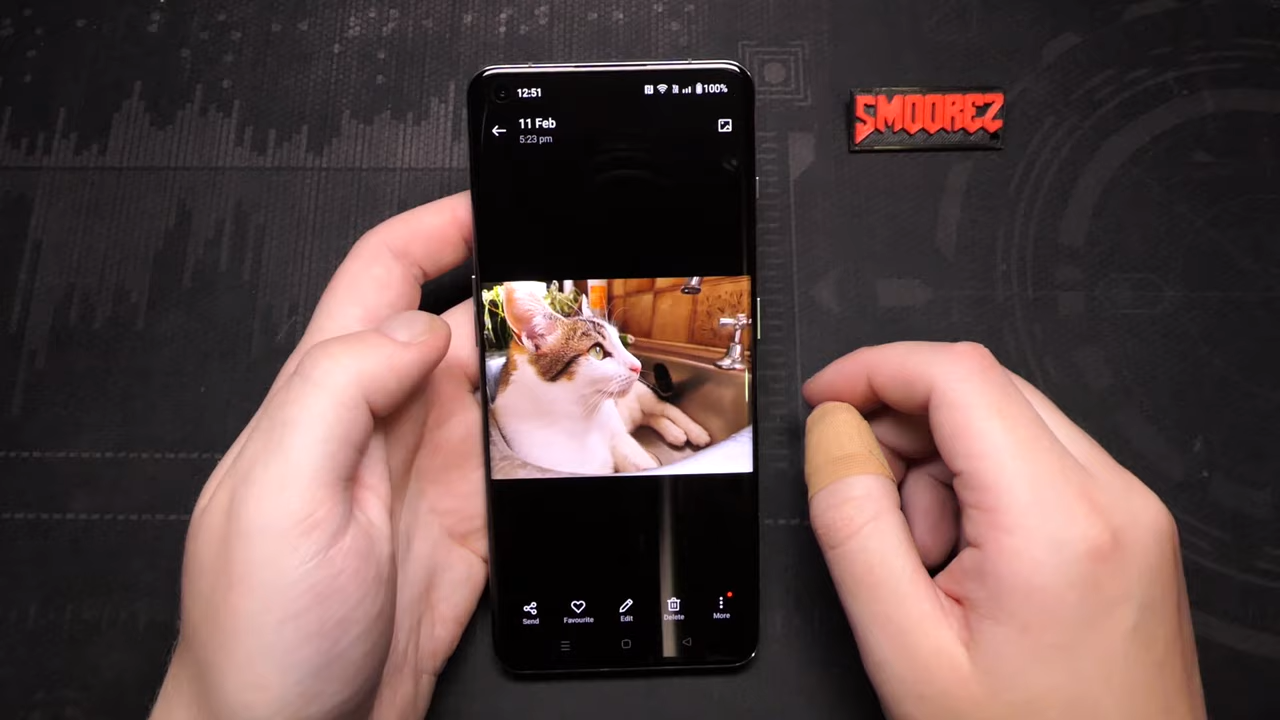 12:51
100%
11 Feb
5:23 pm
SMOOREZ
Send
Favourite
Edit
Delete
More